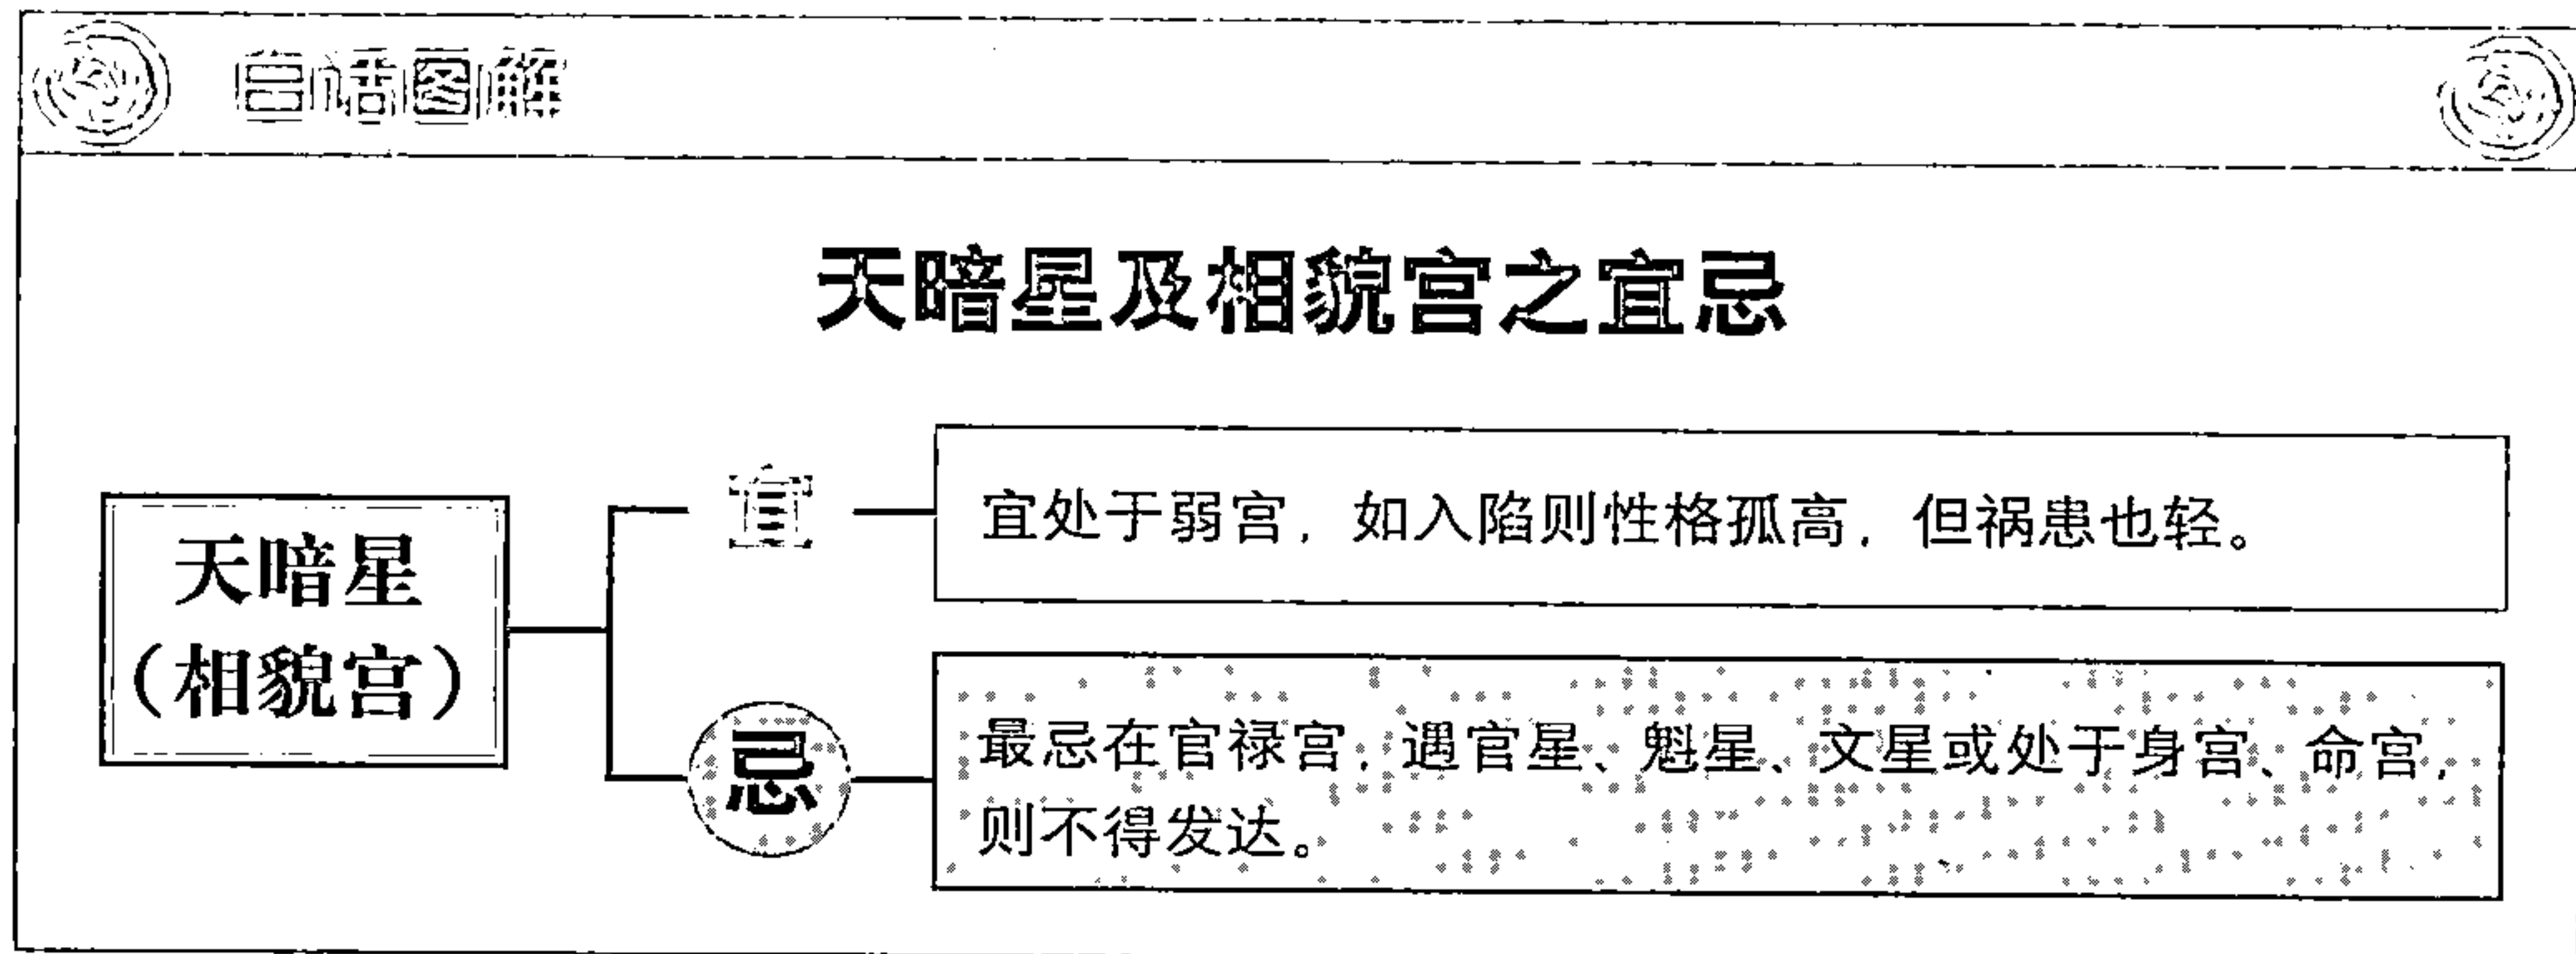 白话图解
天暗星及相貌宫之宜忌
天暗星
（相貌宫）
宜
宜处于弱宫，如入陷则性格孤高，但祸患也轻。
忌
最忌在官禄宫，遇官星、魁星、文星或处于身宫、命宫，
则不得发达。